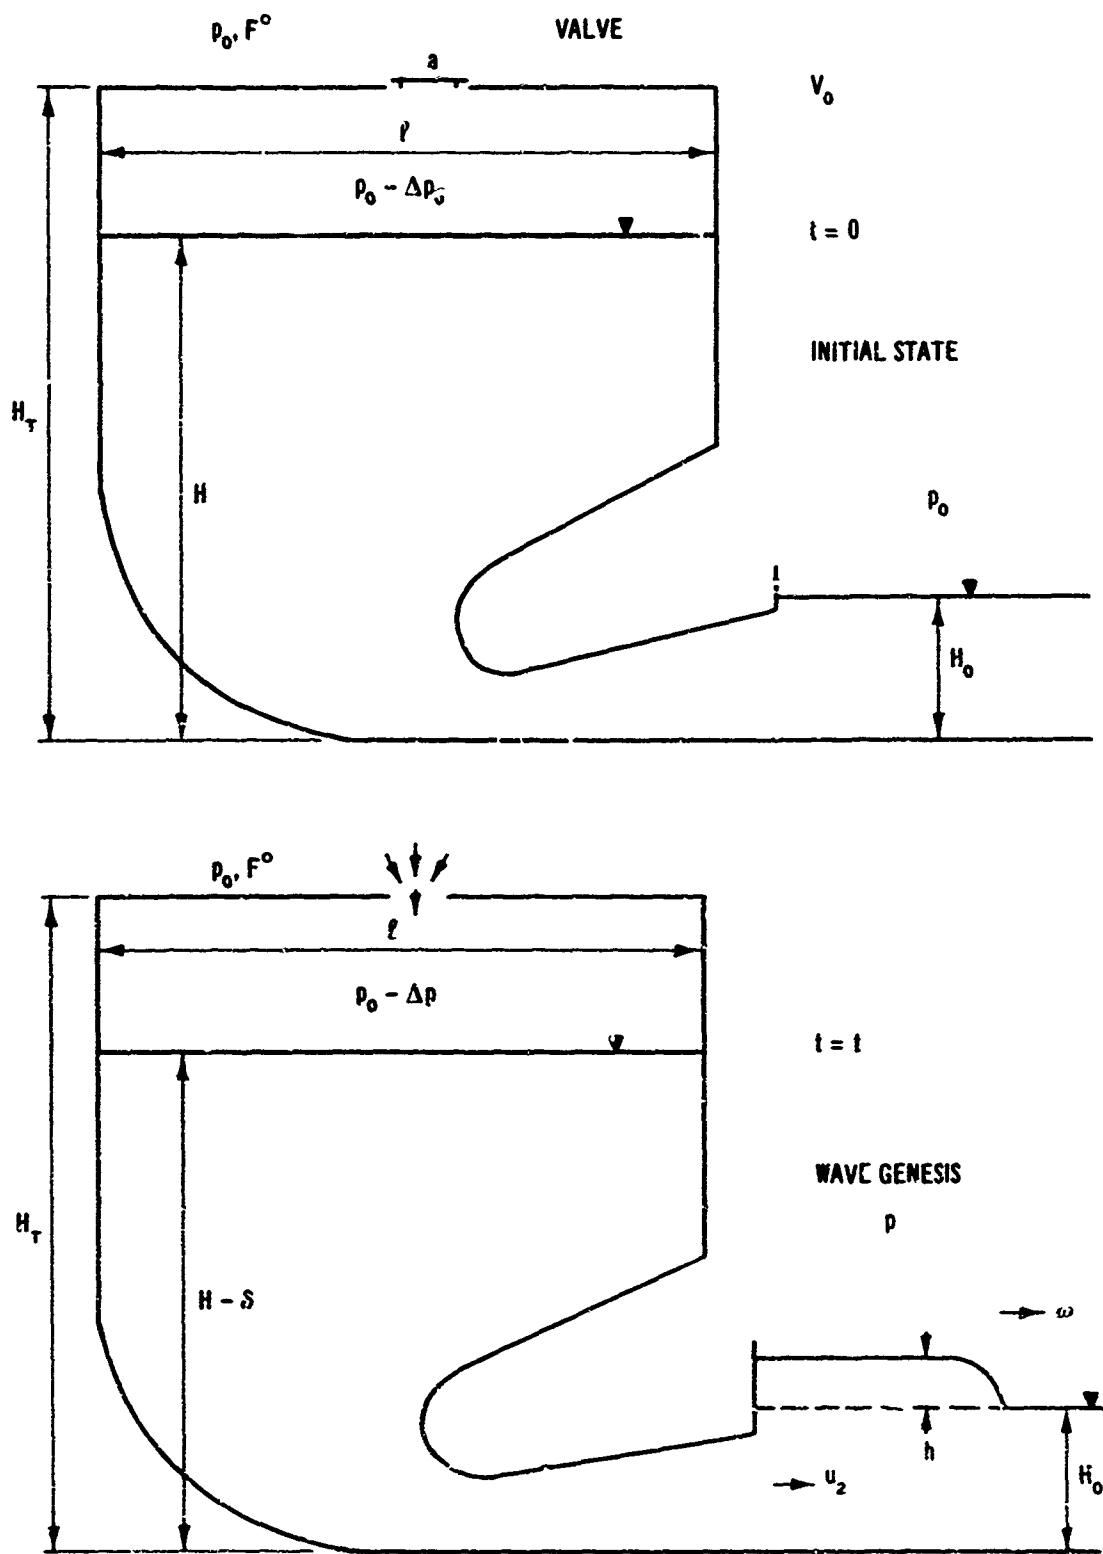 p₀, F°
VALVE
a
V₀
ℓ
p₀ - Δp₀
t = 0
INITIAL STATE
H_T
H
p₀
H₀
p₀, F°
ℓ
p₀ - Δp
t = t
WAVE GENESIS
p
H_T
H - S
ω
h
u₂
H₀